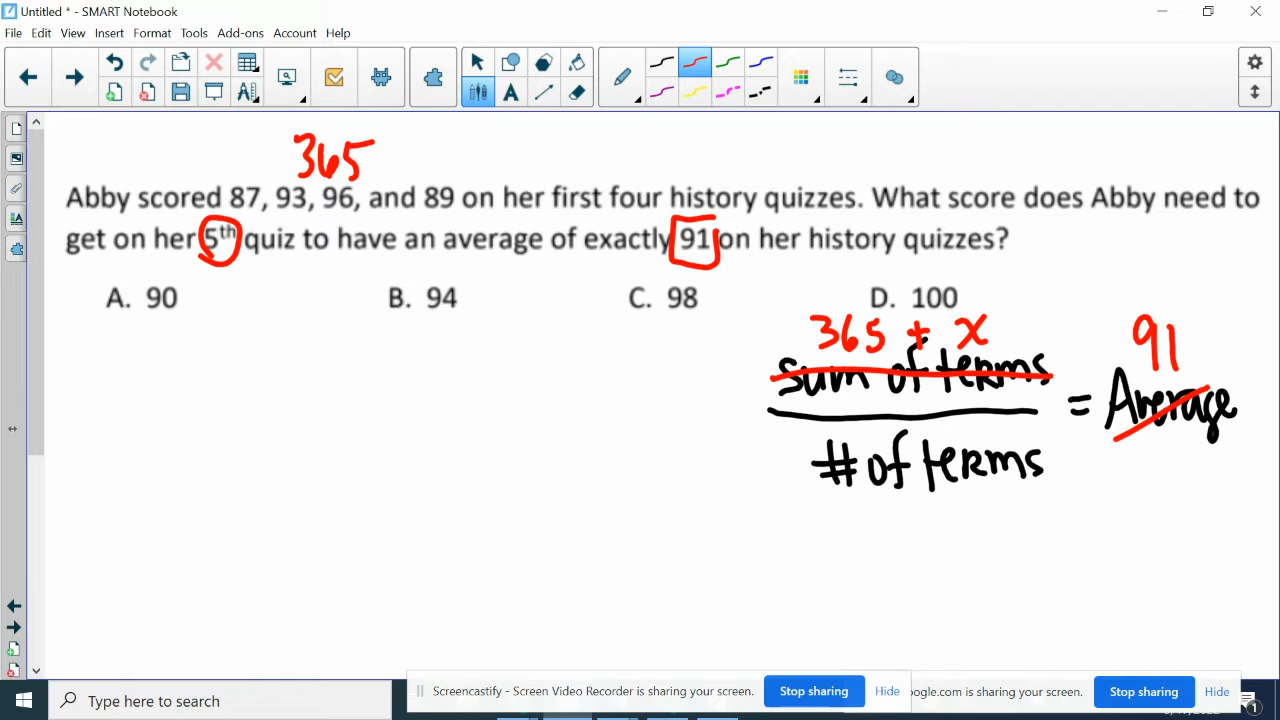 Untitled * - SMART Notebook
File Edit View Insert Format Tools Add-ons Account Help
365
Abby scored 87, 93, 96, and 89 on her first four history quizzes. What score does Abby need to
get on her 5th quiz to have an average of exactly 91 on her history quizzes?
A. 90 B. 94 C. 98 D. 100
365 + x
91
sum of terms
= Average
# of terms
Screencastify - Screen Video Recorder is sharing your screen. Stop sharing Hide
oogle.com is sharing your screen. Stop sharing Hide
Type here to search
1